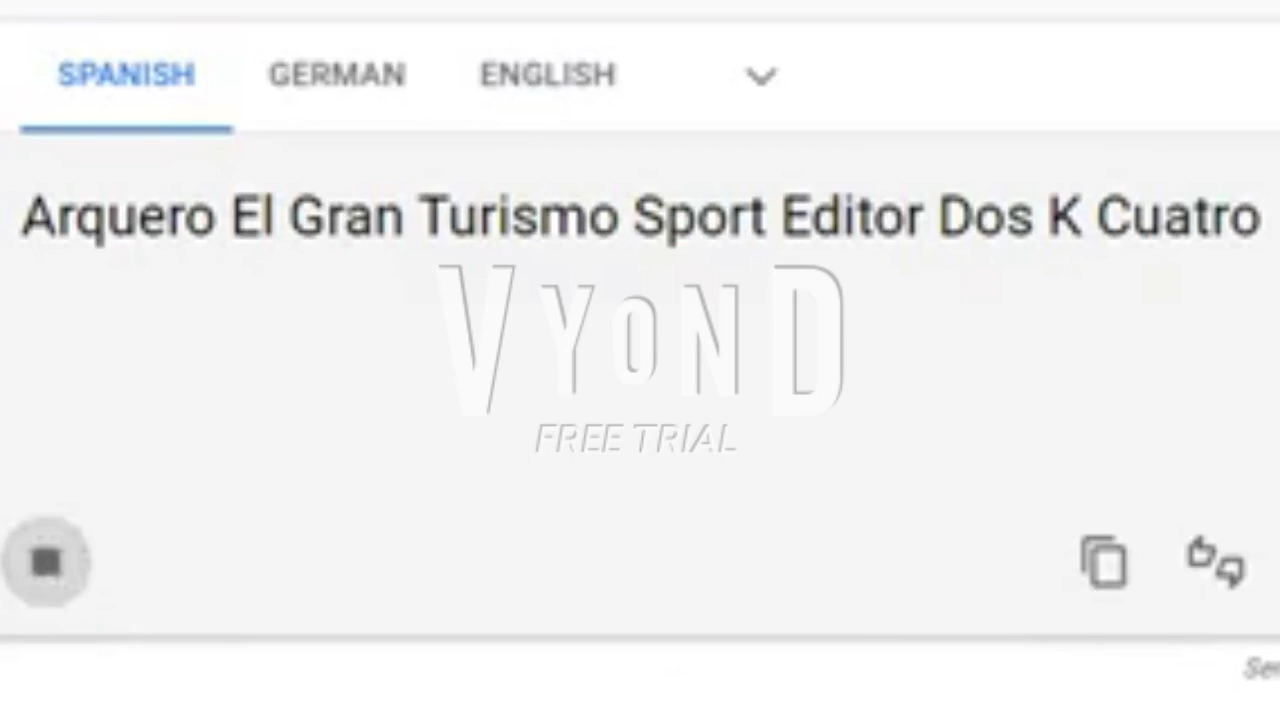 SPANISH GERMAN ENGLISH
Arquero El Gran Turismo Sport Editor Dos K Cuatro
VYOND
FREE TRIAL